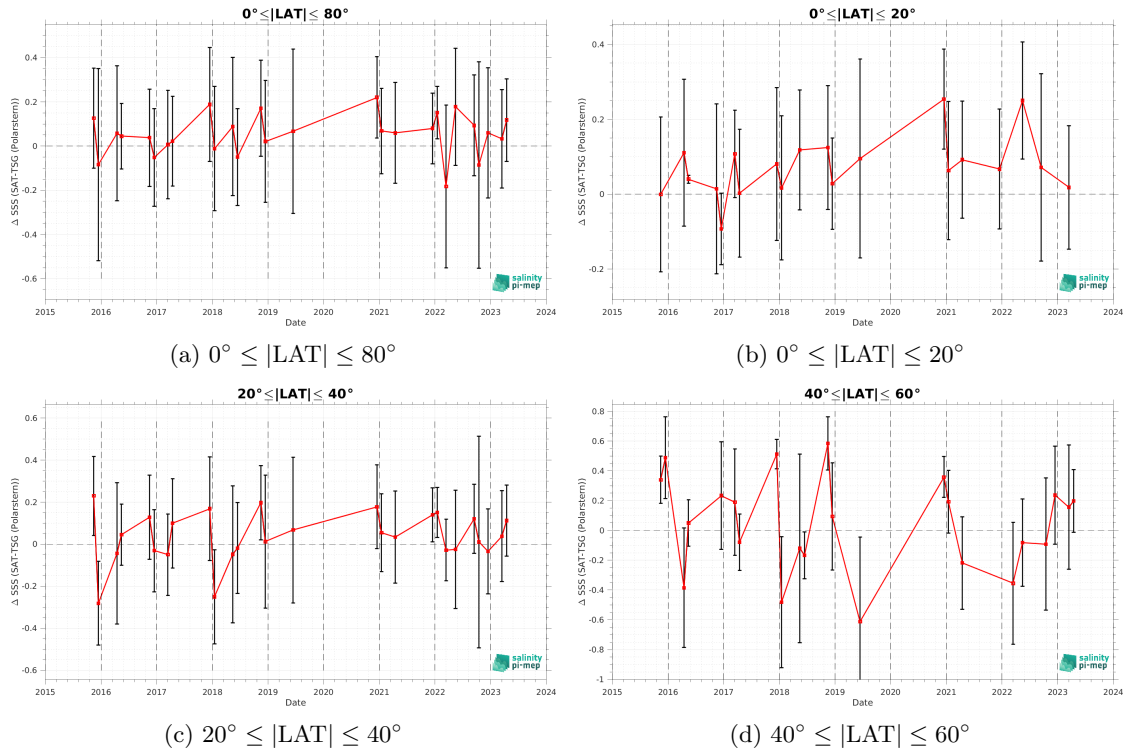 0°≤|LAT|≤ 80°
Δ SSS (SAT-TSG (Polarstern))
0.4
0.2
0
-0.2
-0.4
-0.6
2015 2016 2017 2018 2019 2020 2021 2022 2023 2024
Date
salinity
pi-mep
(a) 0° ≤ |LAT| ≤ 80°
0°≤|LAT|≤ 20°
Δ SSS (SAT-TSG (Polarstern))
0.4
0.2
0
-0.2
2015 2016 2017 2018 2019 2020 2021 2022 2023 2024
Date
salinity
pi-mep
(b) 0° ≤ |LAT| ≤ 20°
20°≤|LAT|≤ 40°
Δ SSS (SAT-TSG (Polarstern))
0.6
0.4
0.2
0
-0.2
-0.4
-0.6
2015 2016 2017 2018 2019 2020 2021 2022 2023 2024
Date
salinity
pi-mep
(c) 20° ≤ |LAT| ≤ 40°
40°≤|LAT|≤ 60°
Δ SSS (SAT-TSG (Polarstern))
0.8
0.6
0.4
0.2
0
-0.2
-0.4
-0.6
-0.8
-1
2015 2016 2017 2018 2019 2020 2021 2022 2023 2024
Date
salinity
pi-mep
(d) 40° ≤ |LAT| ≤ 60°